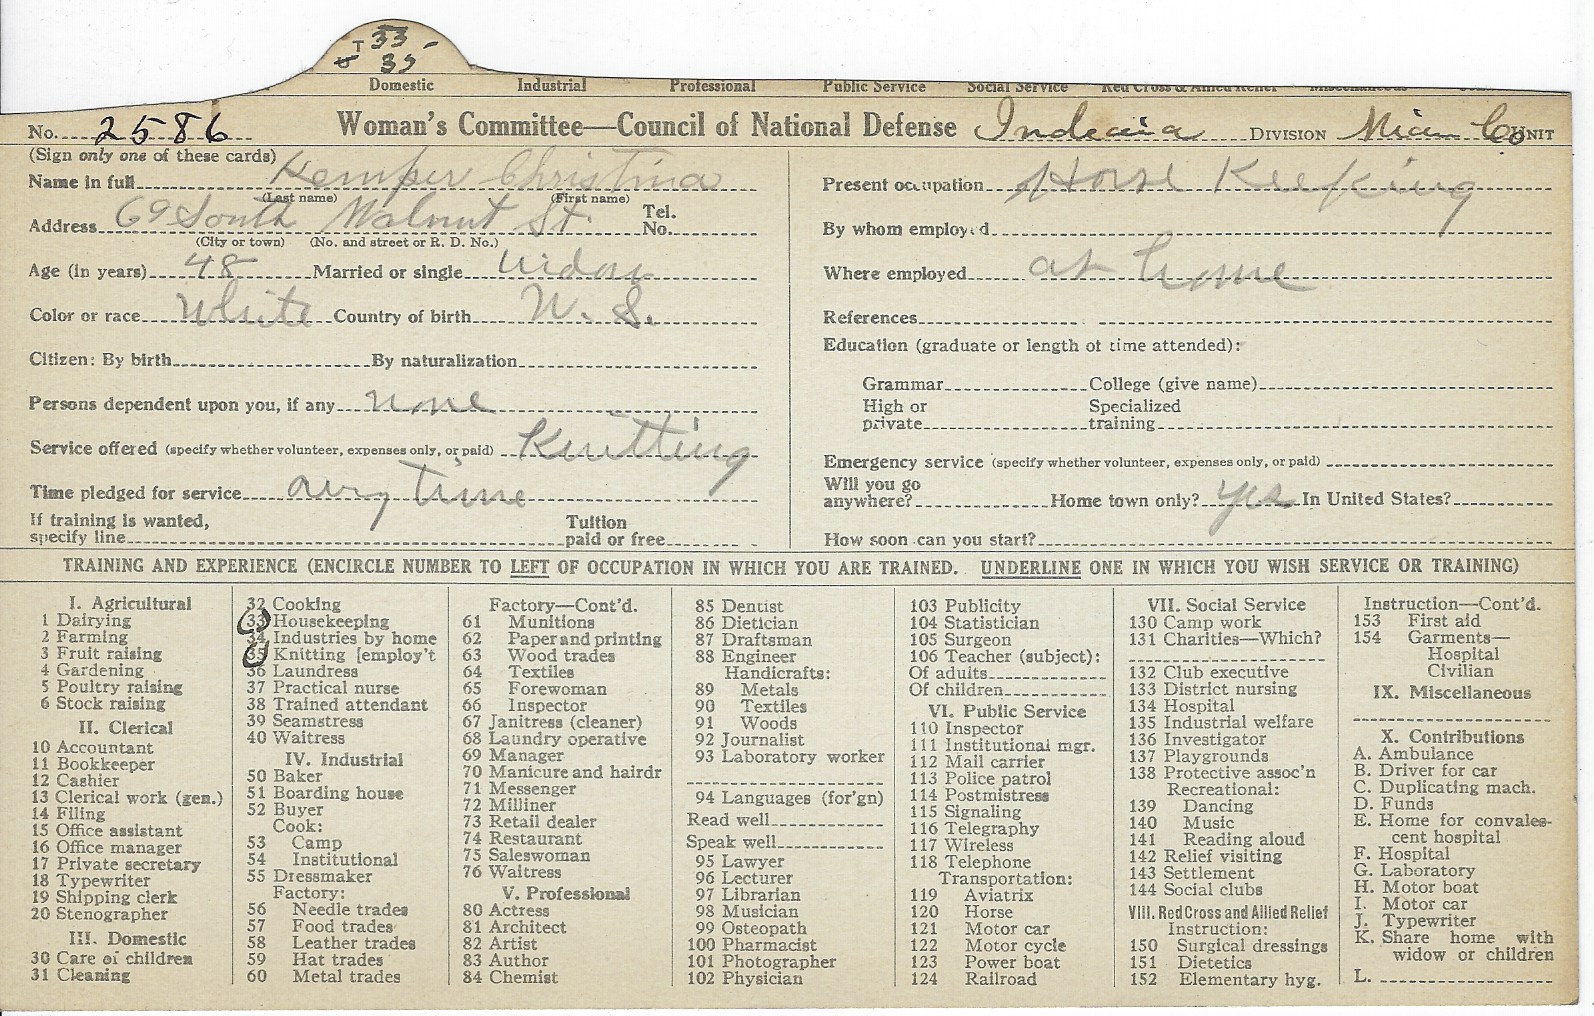 T 33 -
35
Domestic Industrial Professional Public Service Social Service Red Cross & Allied Relief Miscellaneous
No. 2586 Woman's Committee—Council of National Defense Indiana DIVISION Miami Co UNIT
(Sign only one of these cards)
Name in full Kemper Christina
(Last name) (First name)
Address 69 South Walnut St. Tel. No.
(City or town) (No. and street or R. D. No.)
Age (in years) 48 Married or single Widow
Color or race White Country of birth U. S.
Citizen: By birth By naturalization
Persons dependent upon you, if any none
Service offered (specify whether volunteer, expenses only, or paid) Knitting
Time pledged for service any time
If training is wanted,
specify line Tuition paid or free
Present occupation House Keeping
By whom employed
Where employed at home
References
Education (graduate or length of time attended):
Grammar College (give name)
High or private Specialized training
Emergency service (specify whether volunteer, expenses only, or paid)
Will you go anywhere? Home town only? yes In United States?
How soon can you start?
TRAINING AND EXPERIENCE (ENCIRCLE NUMBER TO LEFT OF OCCUPATION IN WHICH YOU ARE TRAINED. UNDERLINE ONE IN WHICH YOU WISH SERVICE OR TRAINING)
I. Agricultural
1 Dairying
2 Farming
3 Fruit raising
4 Gardening
5 Poultry raising
6 Stock raising
II. Clerical
10 Accountant
11 Bookkeeper
12 Cashier
13 Clerical work (gen.)
14 Filing
15 Office assistant
16 Office manager
17 Private secretary
18 Typewriter
19 Shipping clerk
20 Stenographer
III. Domestic
30 Care of children
31 Cleaning
32 Cooking
33 Housekeeping
34 Industries by home
35 Knitting [employ't
36 Laundress
37 Practical nurse
38 Trained attendant
39 Seamstress
40 Waitress
IV. Industrial
50 Baker
51 Boarding house
52 Buyer
Cook:
53 Camp
54 Institutional
55 Dressmaker
Factory:
56 Needle trades
57 Food trades
58 Leather trades
59 Hat trades
60 Metal trades
Factory—Cont'd.
61 Munitions
62 Paper and printing
63 Wood trades
64 Textiles
65 Forewoman
66 Inspector
67 Janitress (cleaner)
68 Laundry operative
69 Manager
70 Manicure and hairdr
71 Messenger
72 Milliner
73 Retail dealer
74 Restaurant
75 Saleswoman
76 Waitress
V. Professional
80 Actress
81 Architect
82 Artist
83 Author
84 Chemist
85 Dentist
86 Dietician
87 Draftsman
88 Engineer
Handicrafts:
89 Metals
90 Textiles
91 Woods
92 Journalist
93 Laboratory worker
94 Languages (for'gn)
Read well
Speak well
95 Lawyer
96 Lecturer
97 Librarian
98 Musician
99 Osteopath
100 Pharmacist
101 Photographer
102 Physician
103 Publicity
104 Statistician
105 Surgeon
106 Teacher (subject):
Of adults
Of children
VI. Public Service
110 Inspector
111 Institutional mgr.
112 Mail carrier
113 Police patrol
114 Postmistress
115 Signaling
116 Telegraphy
117 Wireless
118 Telephone
Transportation:
119 Aviatrix
120 Horse
121 Motor car
122 Motor cycle
123 Power boat
124 Railroad
VII. Social Service
130 Camp work
131 Charities—Which?
132 Club executive
133 District nursing
134 Hospital
135 Industrial welfare
136 Investigator
137 Playgrounds
138 Protective assoc'n
Recreational:
139 Dancing
140 Music
141 Reading aloud
142 Relief visiting
143 Settlement
144 Social clubs
VIII. Red Cross and Allied Relief
Instruction:
150 Surgical dressings
151 Dietetics
152 Elementary hyg.
Instruction—Cont'd.
153 First aid
154 Garments—
Hospital
Civilian
IX. Miscellaneous
X. Contributions
A. Ambulance
B. Driver for car
C. Duplicating mach.
D. Funds
E. Home for convales-
cent hospital
F. Hospital
G. Laboratory
H. Motor boat
I. Motor car
J. Typewriter
K. Share home with
widow or children
L.